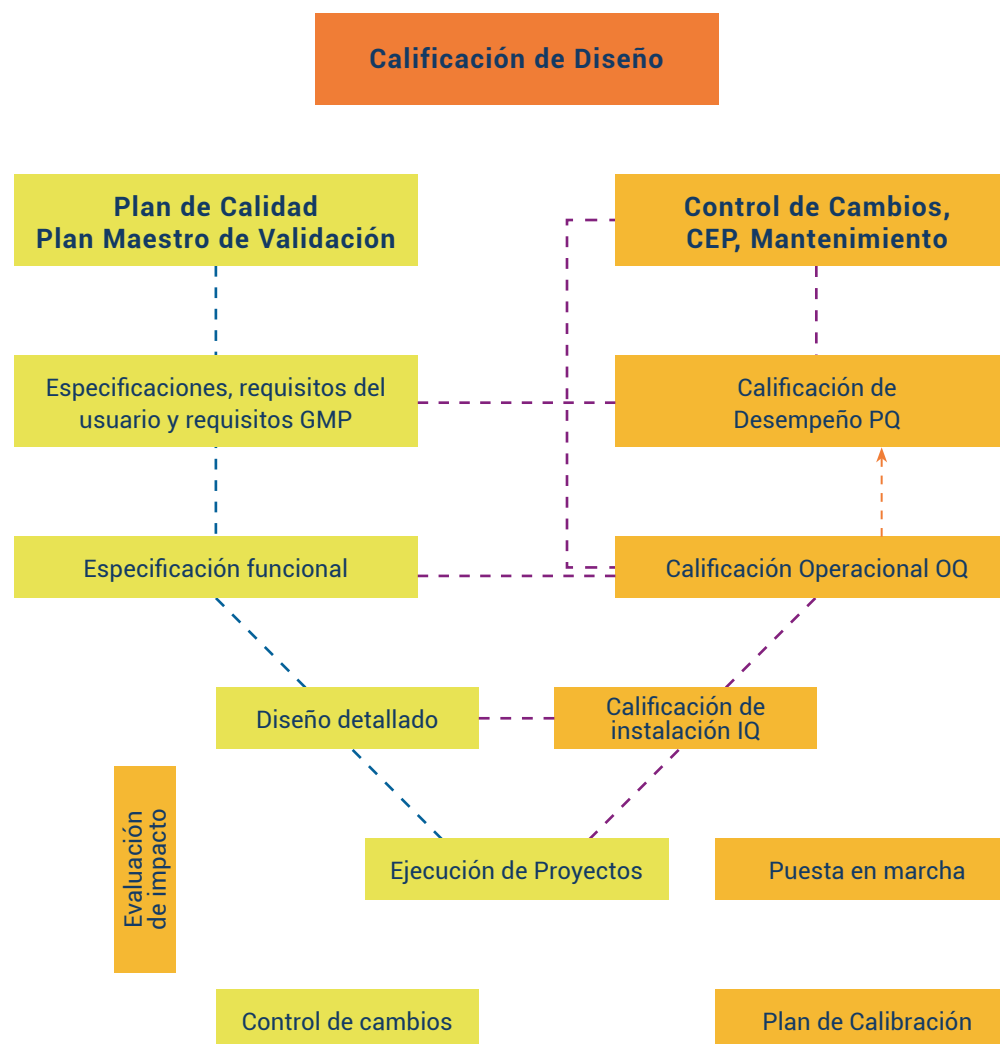 Calificación de Diseño
Plan de Calidad
Plan Maestro de Validación
Control de Cambios,
CEP, Mantenimiento
Especificaciones, requisitos del
usuario y requisitos GMP
Calificación de
Desempeño PQ
Especificación funcional
Calificación Operacional OQ
Diseño detallado
Calificación de
instalación IQ
Evaluación
de impacto
Ejecución de Proyectos
Puesta en marcha
Control de cambios
Plan de Calibración